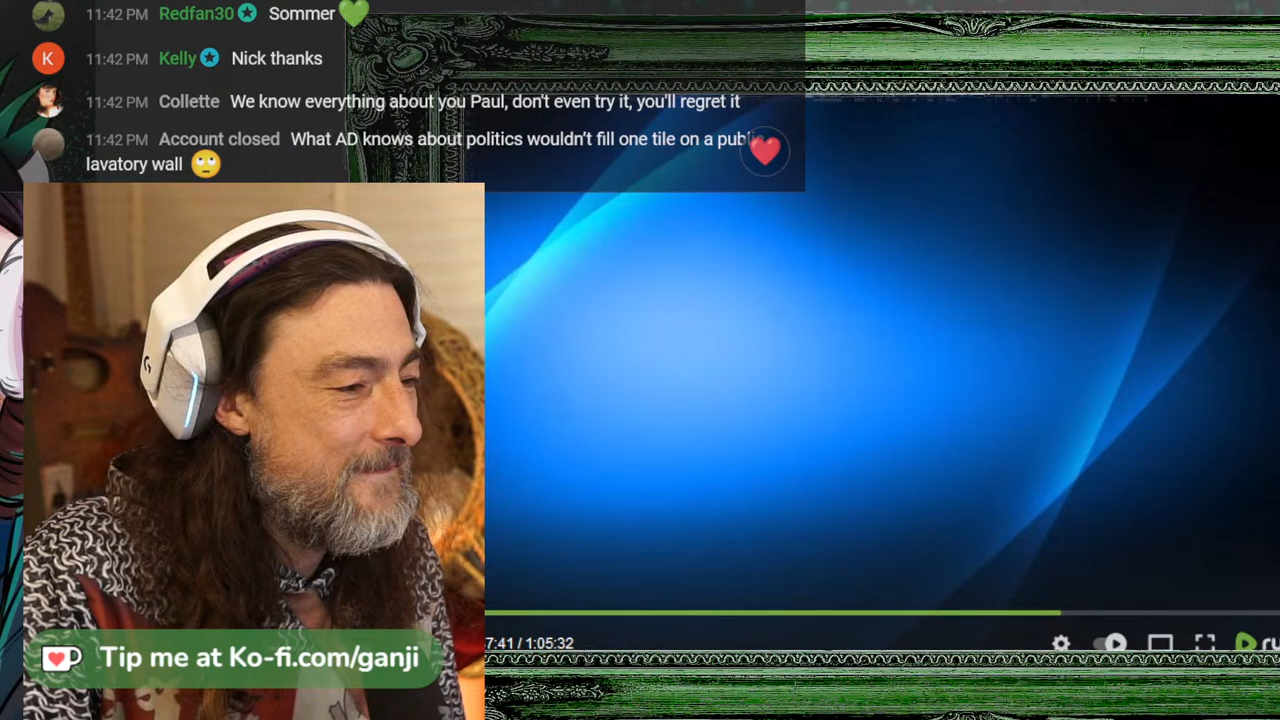 11:42 PM Redfan30 Sommer💚
K 11:42 PM Kelly Nick thanks
11:42 PM Collette We know everything about you Paul, don't even try it, you'll regret it
11:42 PM Account closed What AD knows about politics wouldn't fill one tile on a public
lavatory wall 🙄
Tip me at Ko-fi.com/ganji
7:41 / 1:05:32